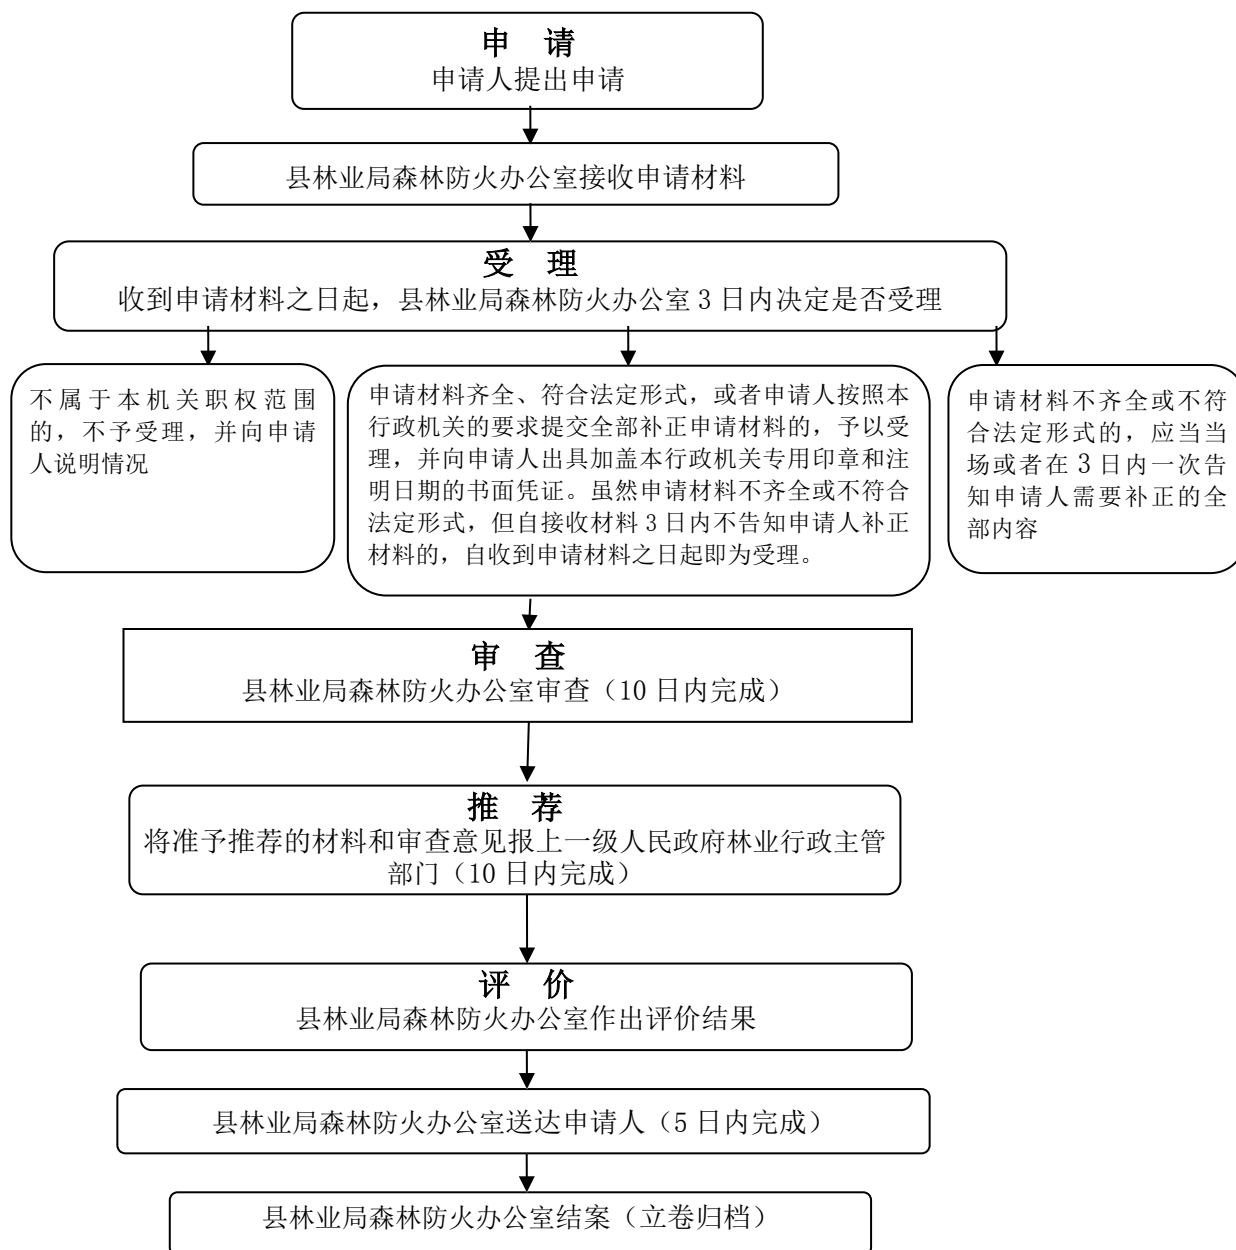 申 请
申请人提出申请
县林业局森林防火办公室接收申请材料
受 理
收到申请材料之日起，县林业局森林防火办公室 3 日内决定是否受理
不属于本机关职权范围
的，不予受理，并向申请
人说明情况
申请材料齐全、符合法定形式，或者申请人按照本
行政机关的要求提交全部补正申请材料的，予以受
理，并向申请人出具加盖本行政机关专用印章和注
明日期的书面凭证。虽然申请材料不齐全或不符合
法定形式，但自接收材料 3 日内不告知申请人补正
材料的，自收到申请材料之日起即为受理。
申请材料不齐全或不符
合法定形式的，应当当
场或者在 3 日内一次告
知申请人需要补正的全
部内容
审 查
县林业局森林防火办公室审查（10 日内完成）
推 荐
将准予推荐的材料和审查意见报上一级人民政府林业行政主管
部门（10 日内完成）
评 价
县林业局森林防火办公室作出评价结果
县林业局森林防火办公室送达申请人（5 日内完成）
县林业局森林防火办公室结案（立卷归档）